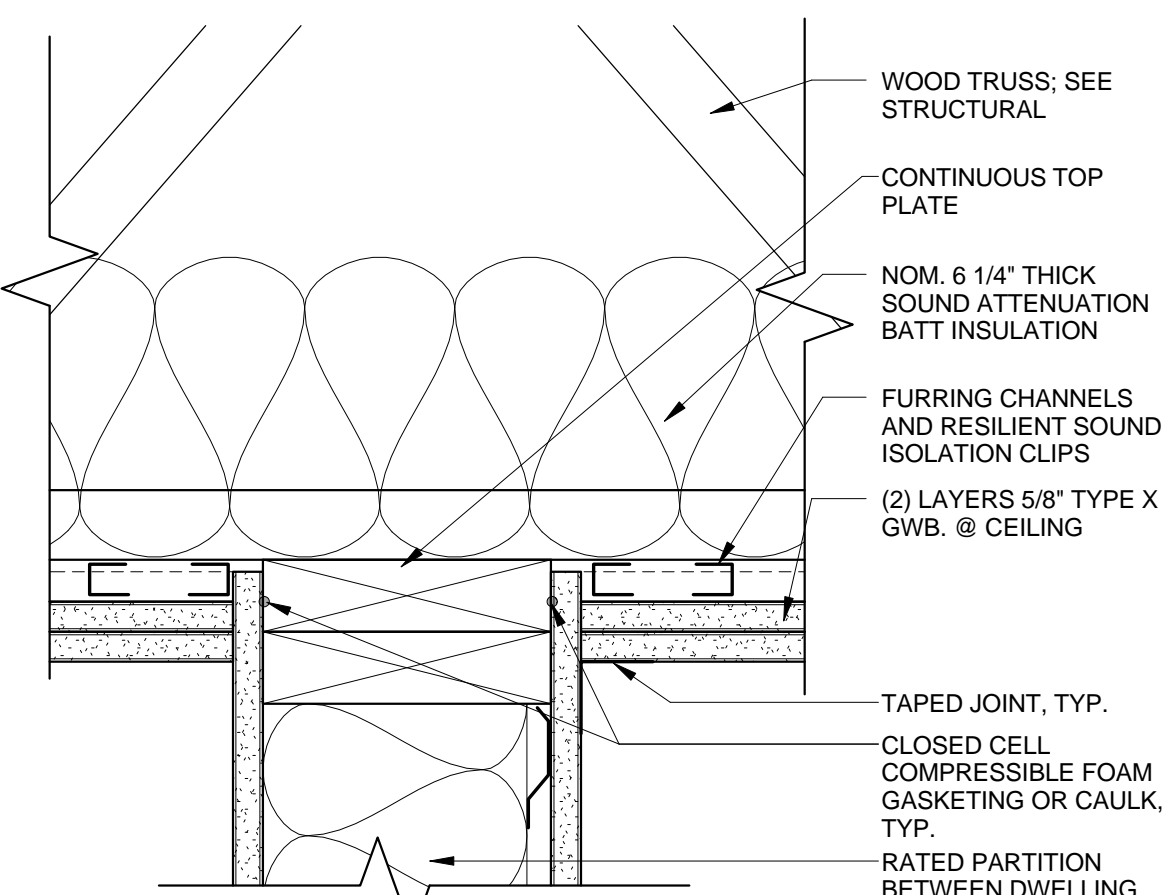 WOOD TRUSS; SEE
STRUCTURAL
CONTINUOUS TOP
PLATE
NOM. 6 1/4" THICK
SOUND ATTENUATION
BATT INSULATION
FURRING CHANNELS
AND RESILIENT SOUND
ISOLATION CLIPS
(2) LAYERS 5/8" TYPE X
GWB. @ CEILING
TAPED JOINT, TYP.
CLOSED CELL
COMPRESSIBLE FOAM
GASKETING OR CAULK,
TYP.
RATED PARTITION
BETWEEN DWELLING